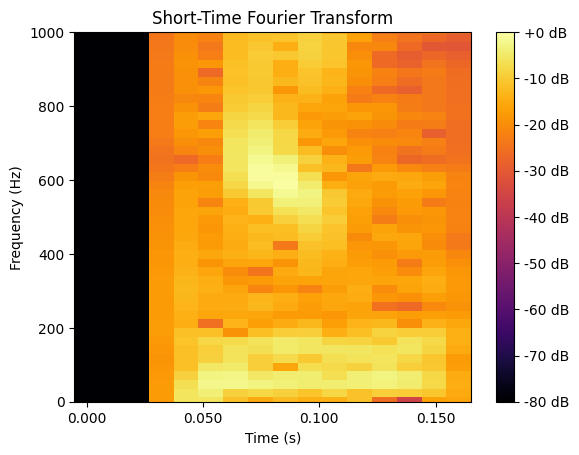 Short-Time Fourier Transform
1000
800
600
400
200
0
Frequency (Hz)
0.000
0.050
0.100
0.150
Time (s)
+0 dB
-10 dB
-20 dB
-30 dB
-40 dB
-50 dB
-60 dB
-70 dB
-80 dB